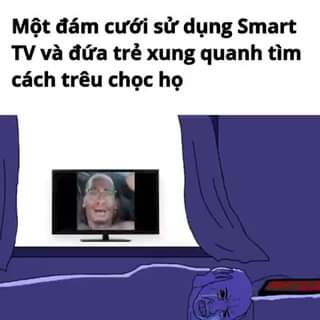 Một đám cưới sử dụng Smart
TV và đứa trẻ xung quanh tìm
cách trêu chọc họ